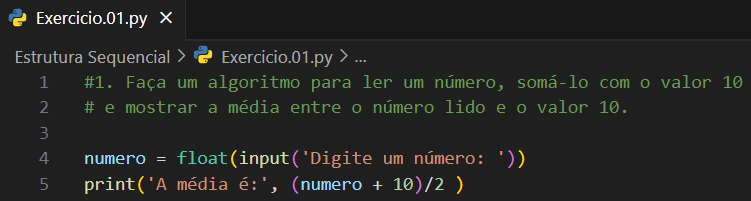 Exercicio.01.py ×
Estrutura Sequencial > Exercicio.01.py > ...
1 #1. Faça um algoritmo para ler um número, somá-lo com o valor 10
2 # e mostrar a média entre o número lido e o valor 10.
3
4 numero = float(input('Digite um número: '))
5 print('A média é:', (numero + 10)/2 )